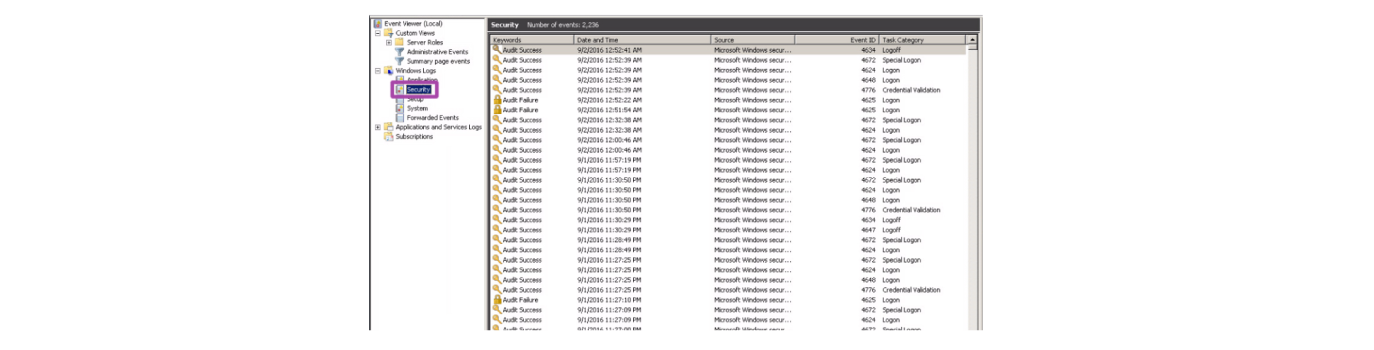 Event Viewer (Local)
Custom Views
Server Roles
Administrative Events
Summary page events
Windows Logs
Application
Security
Setup
System
Forwarded Events
Applications and Services Logs
Subscriptions
Security Number of events: 2,236
Keywords Date and Time Source Event ID Task Category
Audit Success 9/2/2016 12:52:41 AM Microsoft Windows secur... 4634 Logoff
Audit Success 9/2/2016 12:52:39 AM Microsoft Windows secur... 4672 Special Logon
Audit Success 9/2/2016 12:52:39 AM Microsoft Windows secur... 4624 Logon
Audit Success 9/2/2016 12:52:39 AM Microsoft Windows secur... 4648 Logon
Audit Success 9/2/2016 12:52:39 AM Microsoft Windows secur... 4776 Credential Validation
Audit Failure 9/2/2016 12:52:22 AM Microsoft Windows secur... 4625 Logon
Audit Failure 9/2/2016 12:51:54 AM Microsoft Windows secur... 4625 Logon
Audit Success 9/2/2016 12:32:38 AM Microsoft Windows secur... 4672 Special Logon
Audit Success 9/2/2016 12:32:38 AM Microsoft Windows secur... 4624 Logon
Audit Success 9/2/2016 12:00:46 AM Microsoft Windows secur... 4672 Special Logon
Audit Success 9/2/2016 12:00:46 AM Microsoft Windows secur... 4624 Logon
Audit Success 9/1/2016 11:57:19 PM Microsoft Windows secur... 4672 Special Logon
Audit Success 9/1/2016 11:57:19 PM Microsoft Windows secur... 4624 Logon
Audit Success 9/1/2016 11:30:50 PM Microsoft Windows secur... 4672 Special Logon
Audit Success 9/1/2016 11:30:50 PM Microsoft Windows secur... 4624 Logon
Audit Success 9/1/2016 11:30:50 PM Microsoft Windows secur... 4648 Logon
Audit Success 9/1/2016 11:30:50 PM Microsoft Windows secur... 4776 Credential Validation
Audit Success 9/1/2016 11:30:29 PM Microsoft Windows secur... 4634 Logoff
Audit Success 9/1/2016 11:30:29 PM Microsoft Windows secur... 4647 Logoff
Audit Success 9/1/2016 11:28:49 PM Microsoft Windows secur... 4672 Special Logon
Audit Success 9/1/2016 11:28:49 PM Microsoft Windows secur... 4624 Logon
Audit Success 9/1/2016 11:27:25 PM Microsoft Windows secur... 4672 Special Logon
Audit Success 9/1/2016 11:27:25 PM Microsoft Windows secur... 4624 Logon
Audit Success 9/1/2016 11:27:25 PM Microsoft Windows secur... 4648 Logon
Audit Success 9/1/2016 11:27:25 PM Microsoft Windows secur... 4776 Credential Validation
Audit Failure 9/1/2016 11:27:10 PM Microsoft Windows secur... 4625 Logon
Audit Success 9/1/2016 11:27:09 PM Microsoft Windows secur... 4672 Special Logon
Audit Success 9/1/2016 11:27:09 PM Microsoft Windows secur... 4624 Logon